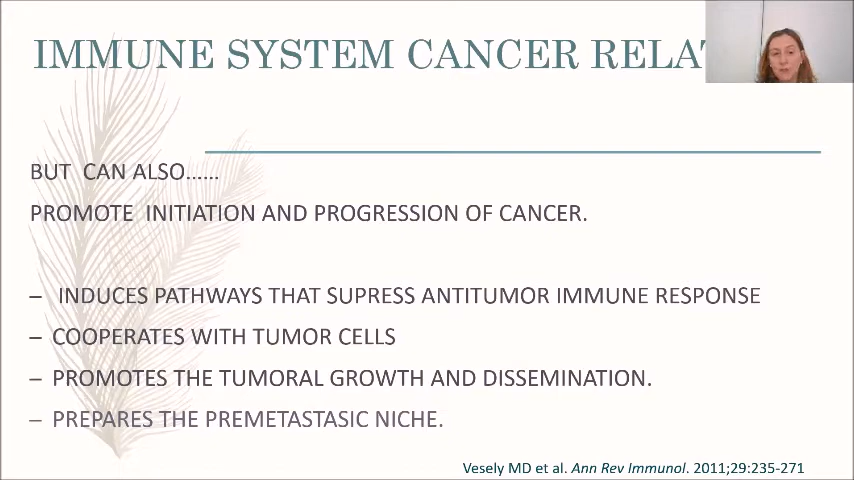 IMMUNE SYSTEM CANCER RELA
BUT CAN ALSO……
PROMOTE INITIATION AND PROGRESSION OF CANCER.
– INDUCES PATHWAYS THAT SUPRESS ANTITUMOR IMMUNE RESPONSE
– COOPERATES WITH TUMOR CELLS
– PROMOTES THE TUMORAL GROWTH AND DISSEMINATION.
– PREPARES THE PREMETASTASIC NICHE.
Vesely MD et al. Ann Rev Immunol. 2011;29:235-271